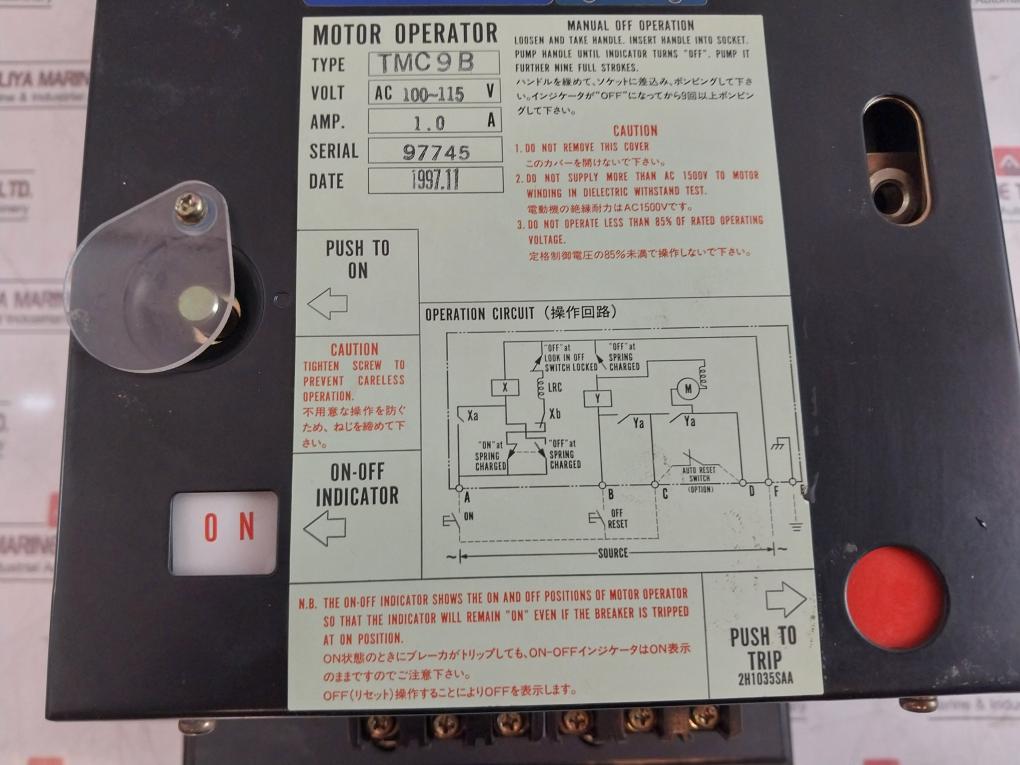 MOTOR OPERATOR
TYPE TMC9B
VOLT AC 100~115 V
AMP. 1.0 A
SERIAL 97745
DATE 1997.11
MANUAL OFF OPERATION
LOOSEN AND TAKE HANDLE. INSERT HANDLE INTO SOCKET.
PUMP HANDLE UNTIL INDICATOR TURNS "OFF". PUMP IT
FURTHER NINE FULL STROKES.
ハンドルを緩めて、ソケットに差込み、ポンピングして下さ
い。インジケータが"OFF"になってから9回以上ポンピン
グして下さい。
CAUTION
1. DO NOT REMOVE THIS COVER
このカバーを開けないで下さい。
2. DO NOT SUPPLY MORE THAN AC 1500V TO MOTOR
WINDING IN DIELECTRIC WITHSTAND TEST.
電動機の絶縁耐力はAC1500Vです。
3. DO NOT OPERATE LESS THAN 85% OF RATED OPERATING
VOLTAGE.
定格制御電圧の85%未満で操作しないで下さい。
PUSH TO
ON
CAUTION
TIGHTEN SCREW TO
PREVENT CARELESS
OPERATION.
不用意な操作を防ぐ
ため、ねじを締めて下
さい。
ON-OFF
INDICATOR
ON
OPERATION CIRCUIT (操作回路)
"OFF" at
LOOK IN OFF
SWITCH LOCKED
"OFF" at
SPRING
CHARGED
X
LRC
Y
M
Xa
Xb
Ya
Ya
"ON" at
SPRING
CHARGED
"OFF" at
SPRING
CHARGED
AUTO RESET
SWITCH
(OPTION)
A
B
C
D
F
E
ON
OFF
RESET
~
SOURCE
~
N.B. THE ON-OFF INDICATOR SHOWS THE ON AND OFF POSITIONS OF MOTOR OPERATOR
SO THAT THE INDICATOR WILL REMAIN "ON" EVEN IF THE BREAKER IS TRIPPED
AT ON POSITION.
ON状態のときにブレーカがトリップしても、ON-OFFインジケータはON表示
のままですのでご注意下さい。
OFF(リセット)操作することによりOFFを表示します。
PUSH TO
TRIP
2H1035SAA
LIYA MARIN
LTD.